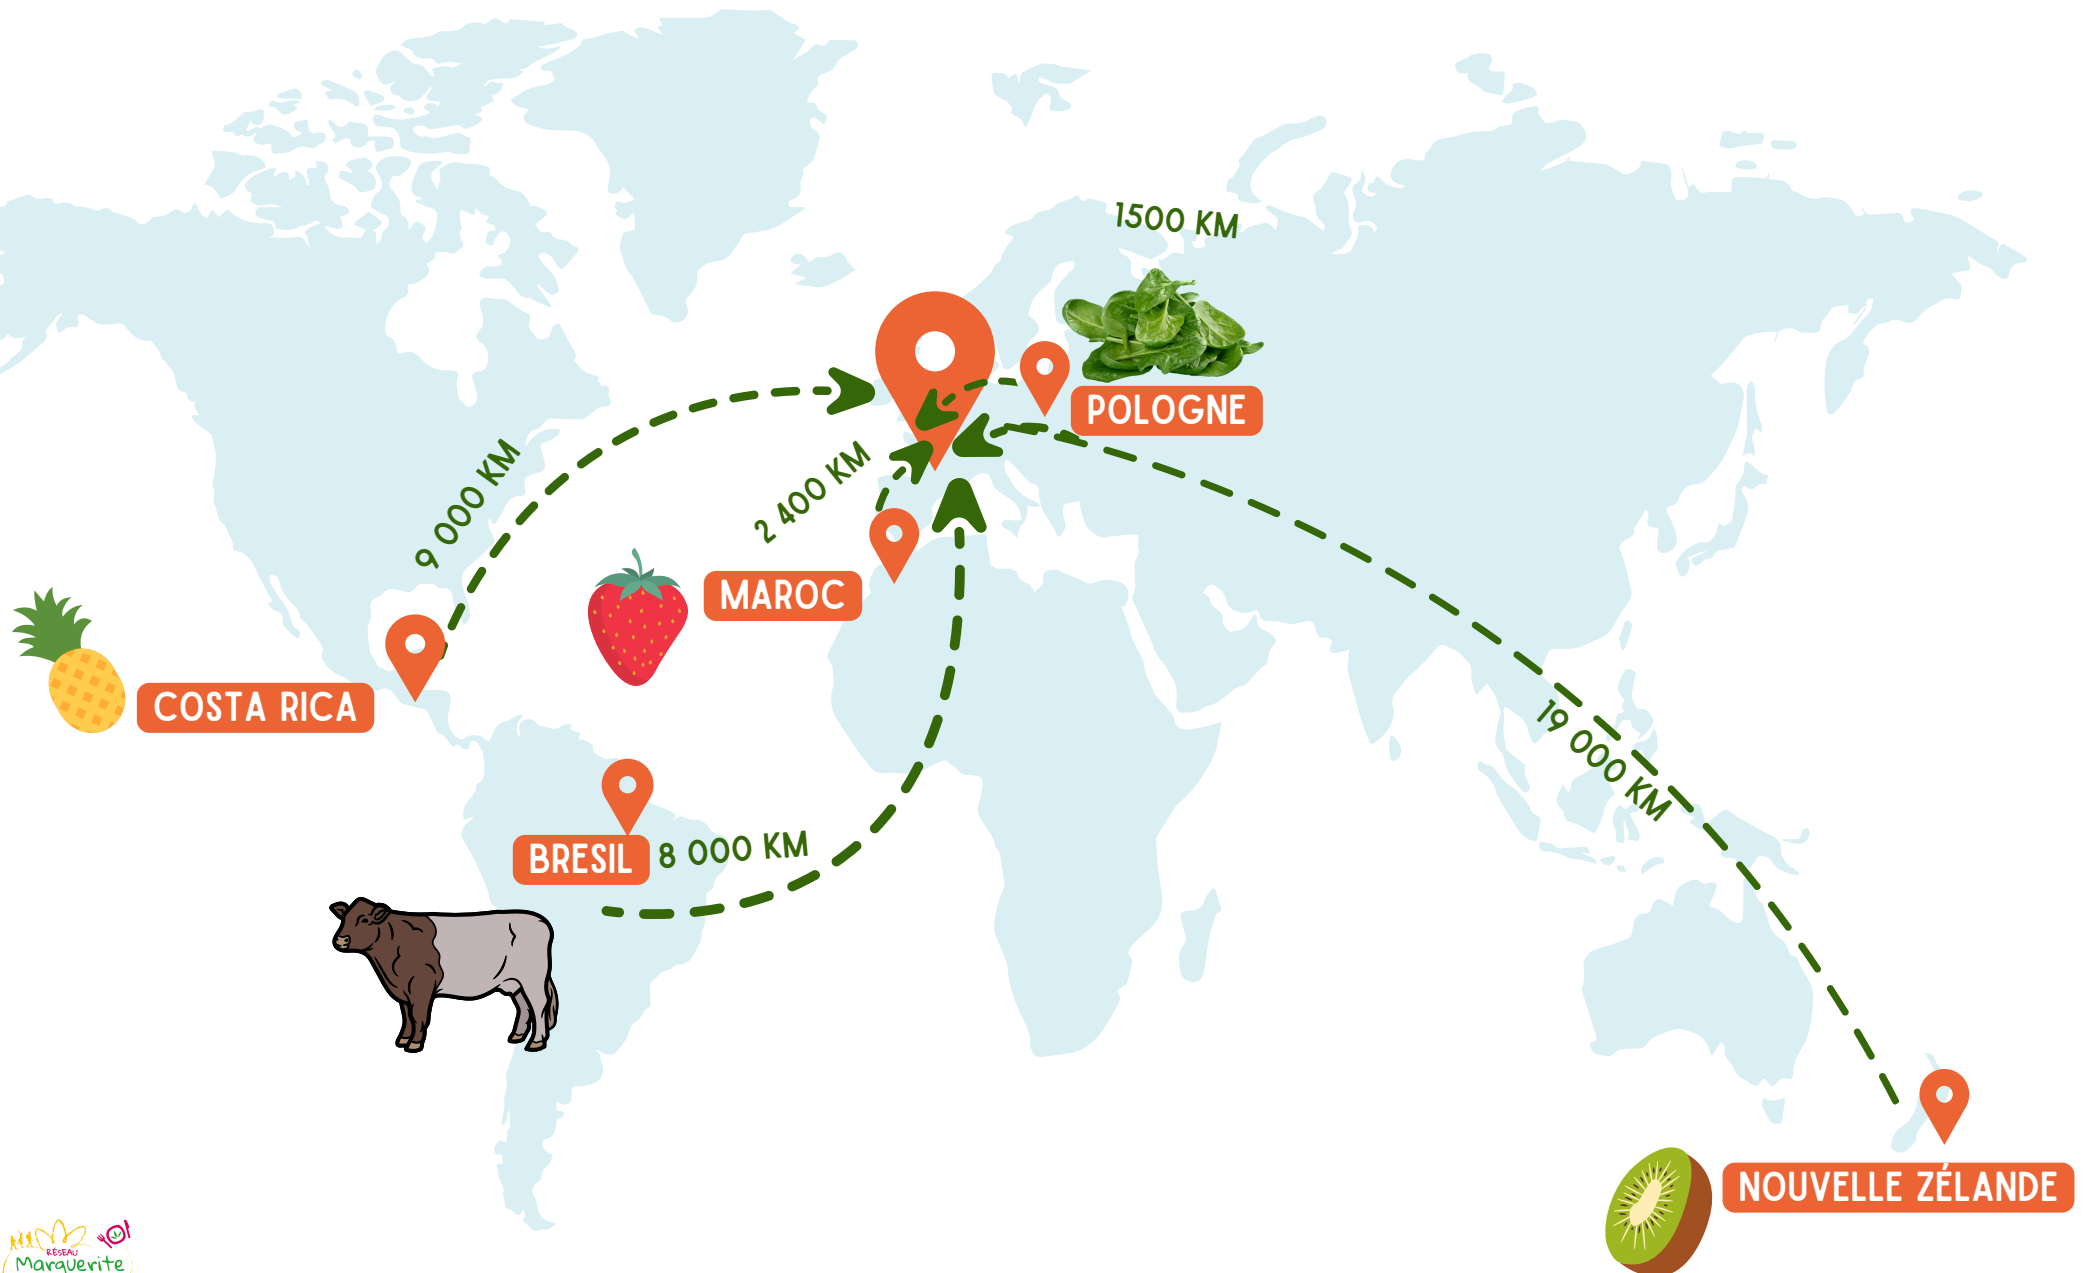 1500 KM
POLOGNE
9 000 KM
2 400 KM
MAROC
COSTA RICA
BRESIL
8 000 KM
19 000 KM
NOUVELLE ZÉLANDE
RÉSEAU
Marguerite